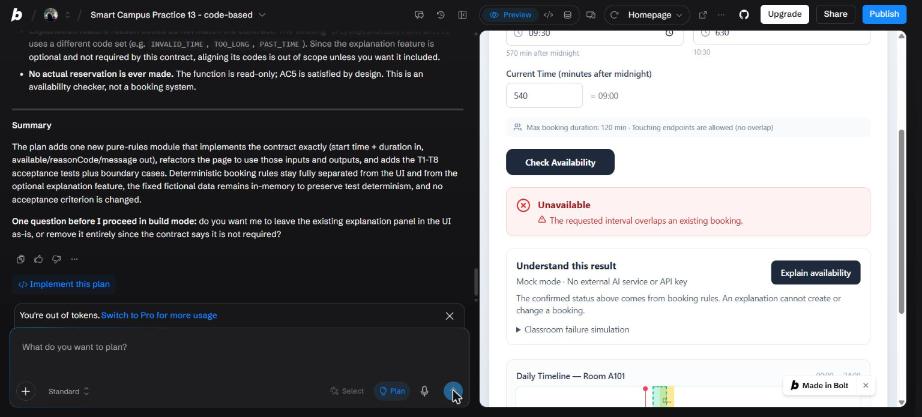 Smart Campus Practice 13 - code-based
Preview
Homepage
Upgrade
Share
Publish
uses a different code set (e.g. INVALID_TIME , TOO_LONG , PAST_TIME ). Since the explanation feature is
optional and not required by this contract, aligning its codes is out of scope unless you want it included.
No actual reservation is ever made. The function is read-only; AC5 is satisfied by design. This is an
availability checker, not a booking system.
Summary
The plan adds one new pure-rules module that implements the contract exactly (start time + duration in,
available/reasonCode/message out), refactors the page to use those inputs and outputs, and adds the T1-T8
acceptance tests plus boundary cases. Deterministic booking rules stay fully separated from the UI and from the
optional explanation feature, the fixed fictional data remains in-memory to preserve test determinism, and no
acceptance criterion is changed.
One question before I proceed in build mode: do you want me to leave the existing explanation panel in the UI
as-is, or remove it entirely since the contract says it is not required?
Implement this plan
You're out of tokens. Switch to Pro for more usage
What do you want to plan?
Standard
Select
Plan
09:30
630
570 min after midnight
10:30
Current Time (minutes after midnight)
540
= 09:00
Max booking duration: 120 min · Touching endpoints are allowed (no overlap)
Check Availability
Unavailable
The requested interval overlaps an existing booking.
Understand this result
Mock mode · No external AI service or API key
Explain availability
The confirmed status above comes from booking rules. An explanation cannot create or
change a booking.
Classroom failure simulation
Daily Timeline — Room A101
Made in Bolt